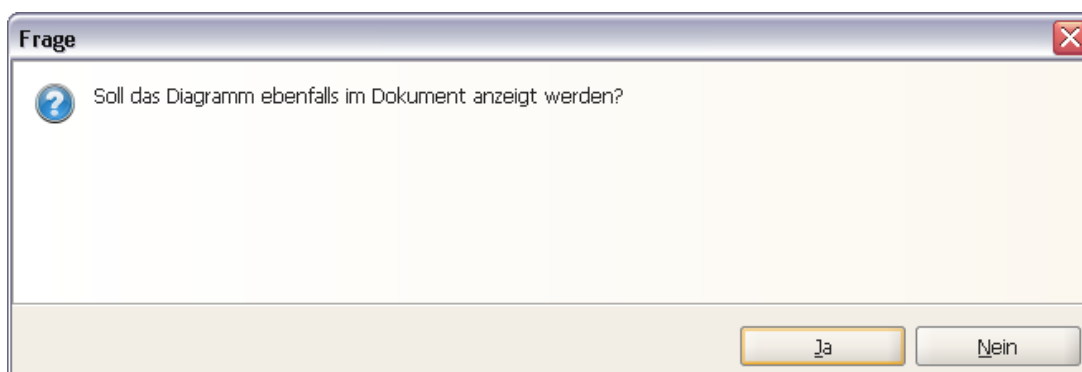 Frage
Soll das Diagramm ebenfalls im Dokument anzeigt werden?
Ja
Nein